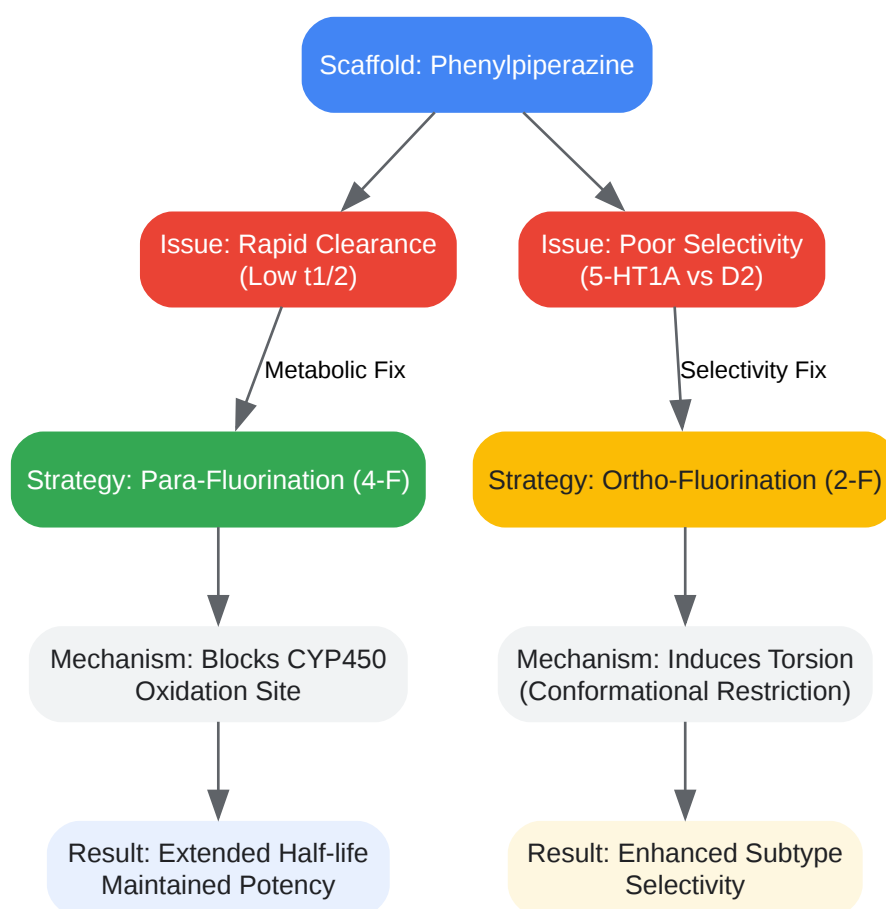 Scaffold: Phenylpiperazine
Issue: Rapid Clearance
(Low t1/2)
Issue: Poor Selectivity
(5-HT1A vs D2)
Metabolic Fix
Selectivity Fix
Strategy: Para-Fluorination (4-F)
Strategy: Ortho-Fluorination (2-F)
Mechanism: Blocks CYP450
Oxidation Site
Mechanism: Induces Torsion
(Conformational Restriction)
Result: Extended Half-life
Maintained Potency
Result: Enhanced Subtype
Selectivity